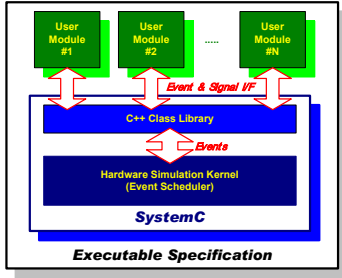 User Module #1
User Module #2
.....
User Module #N
Event & Signal I/F
C++ Class Library
Events
Hardware Simulation Kernel
(Event Scheduler)
SystemC
Executable Specification